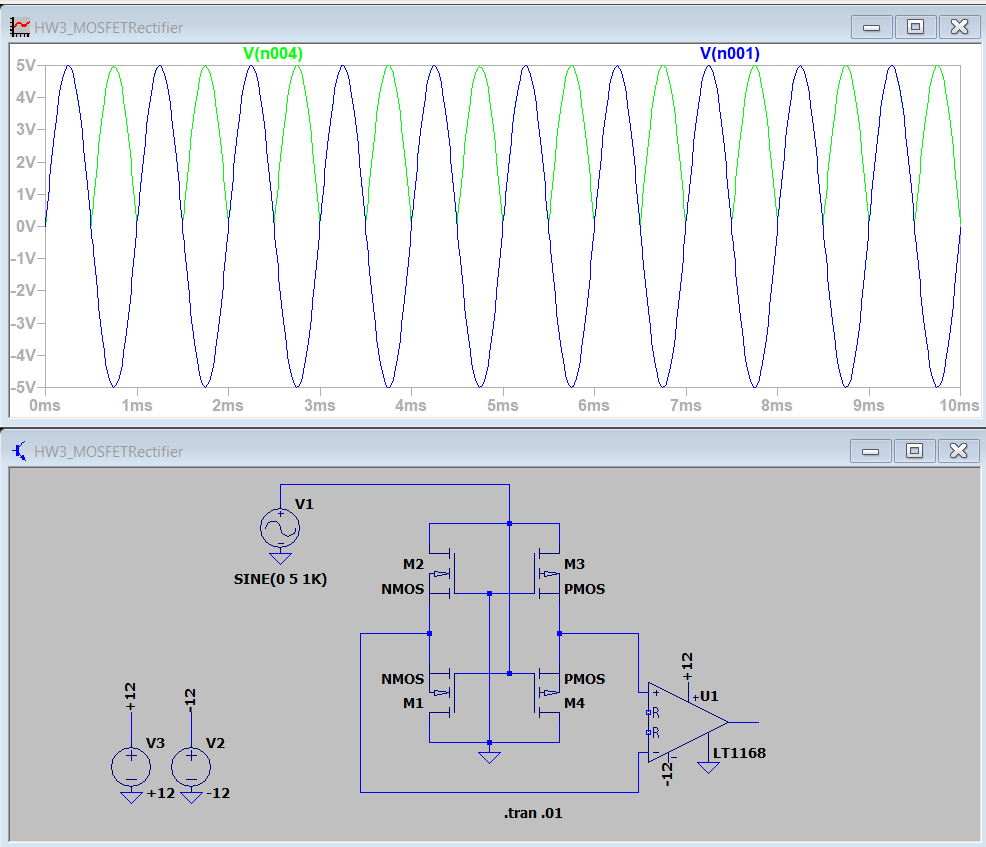 HW3_MOSFETRectifier
V(n004) V(n001)
5V
4V
3V
2V
1V
0V
-1V
-2V
-3V
-4V
-5V
0ms 1ms 2ms 3ms 4ms 5ms 6ms 7ms 8ms 9ms 10ms
HW3_MOSFETRectifier
V1
SINE(0 5 1K)
M2 M3
NMOS PMOS
NMOS PMOS
M1 M4
+12
+12 -12
U1
R
R
LT1168
-12
V3 V2
+12 -12
.tran .01